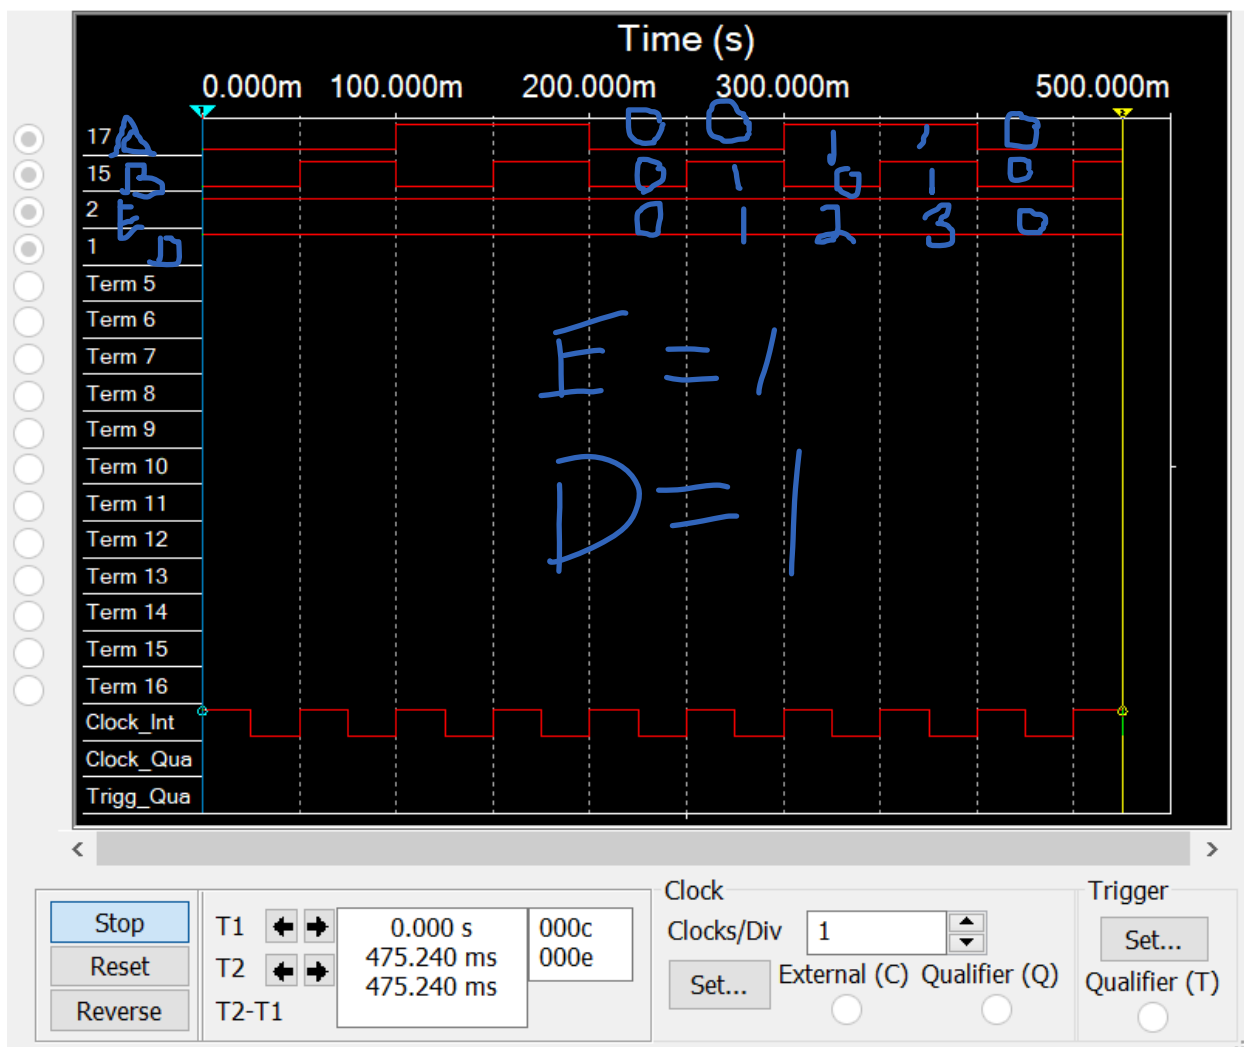 Time (s)
0.000m 100.000m 200.000m 300.000m 500.000m
17 A 0 0 1 1 0
15 B 0 1 0 1 0
2 E 0 1 2 3 0
1 D
Term 5
Term 6
Term 7
Term 8
Term 9
Term 10
Term 11
Term 12
Term 13
Term 14
Term 15
Term 16
E = 1
D = 1
Clock_Int
Clock_Qua
Trigg_Qua
Stop
Reset
Reverse
T1 0.000 s 000c
T2 475.240 ms 000e
T2-T1 475.240 ms
Clock
Clocks/Div 1
Set... External (C) Qualifier (Q)
Trigger
Set...
Qualifier (T)